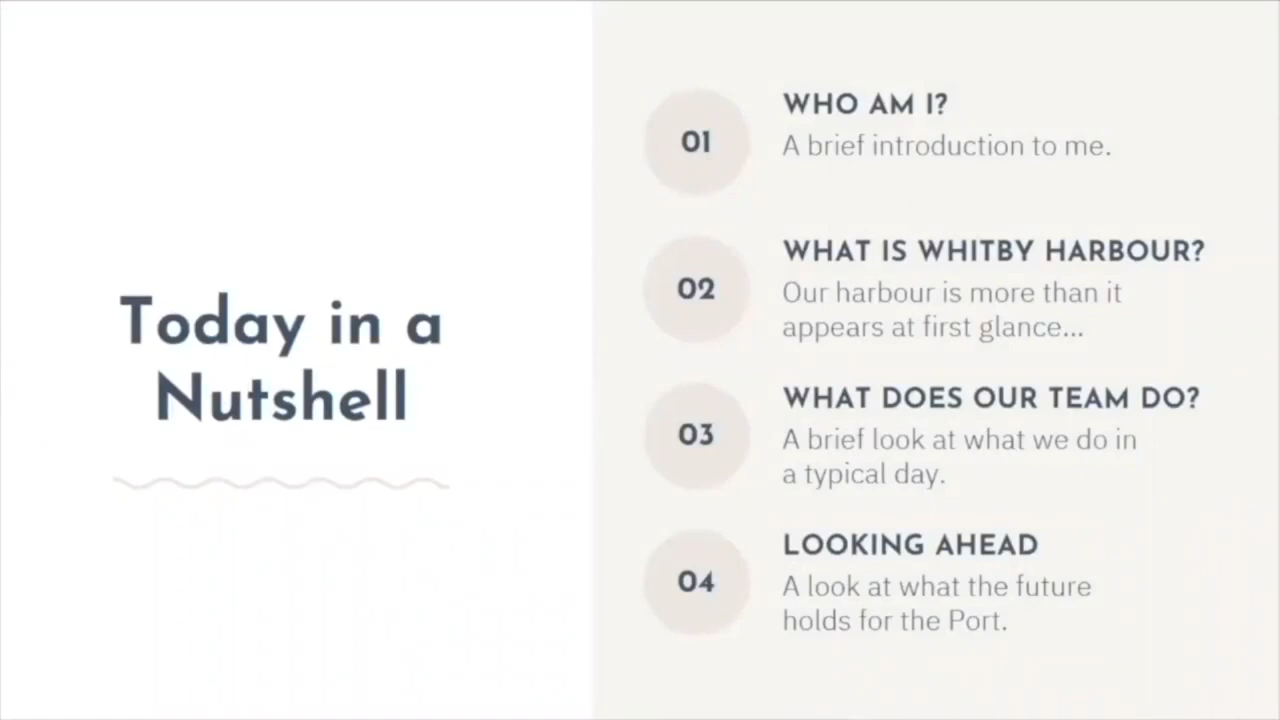 Today in a
Nutshell
01
WHO AM I?
A brief introduction to me.
02
WHAT IS WHITBY HARBOUR?
Our harbour is more than it
appears at first glance...
03
WHAT DOES OUR TEAM DO?
A brief look at what we do in
a typical day.
04
LOOKING AHEAD
A look at what the future
holds for the Port.